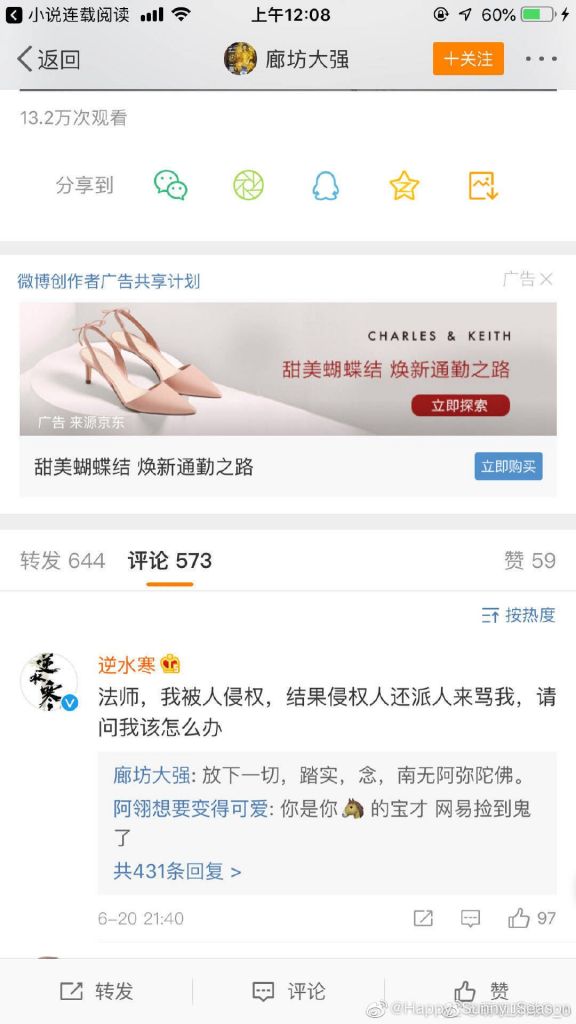 小说连载阅读 上午12:08 60%
返回 廊坊大强 +关注
13.2万次观看
分享到
微博创作者广告共享计划 广告
CHARLES & KEITH
甜美蝴蝶结 焕新通勤之路
立即探索
广告 来源京东
甜美蝴蝶结 焕新通勤之路 立即购买
转发 644 评论 573 赞 59
按热度
逆水寒
逆水寒
法师，我被人侵权，结果侵权人还派人来骂我，请
问我该怎么办
廊坊大强: 放下一切，踏实，念，南无阿弥陀佛。
阿翎想要变得可爱: 你是你🐴的宝才 网易捡到鬼
了
共431条回复 >
6-20 21:40 97
转发 评论 赞